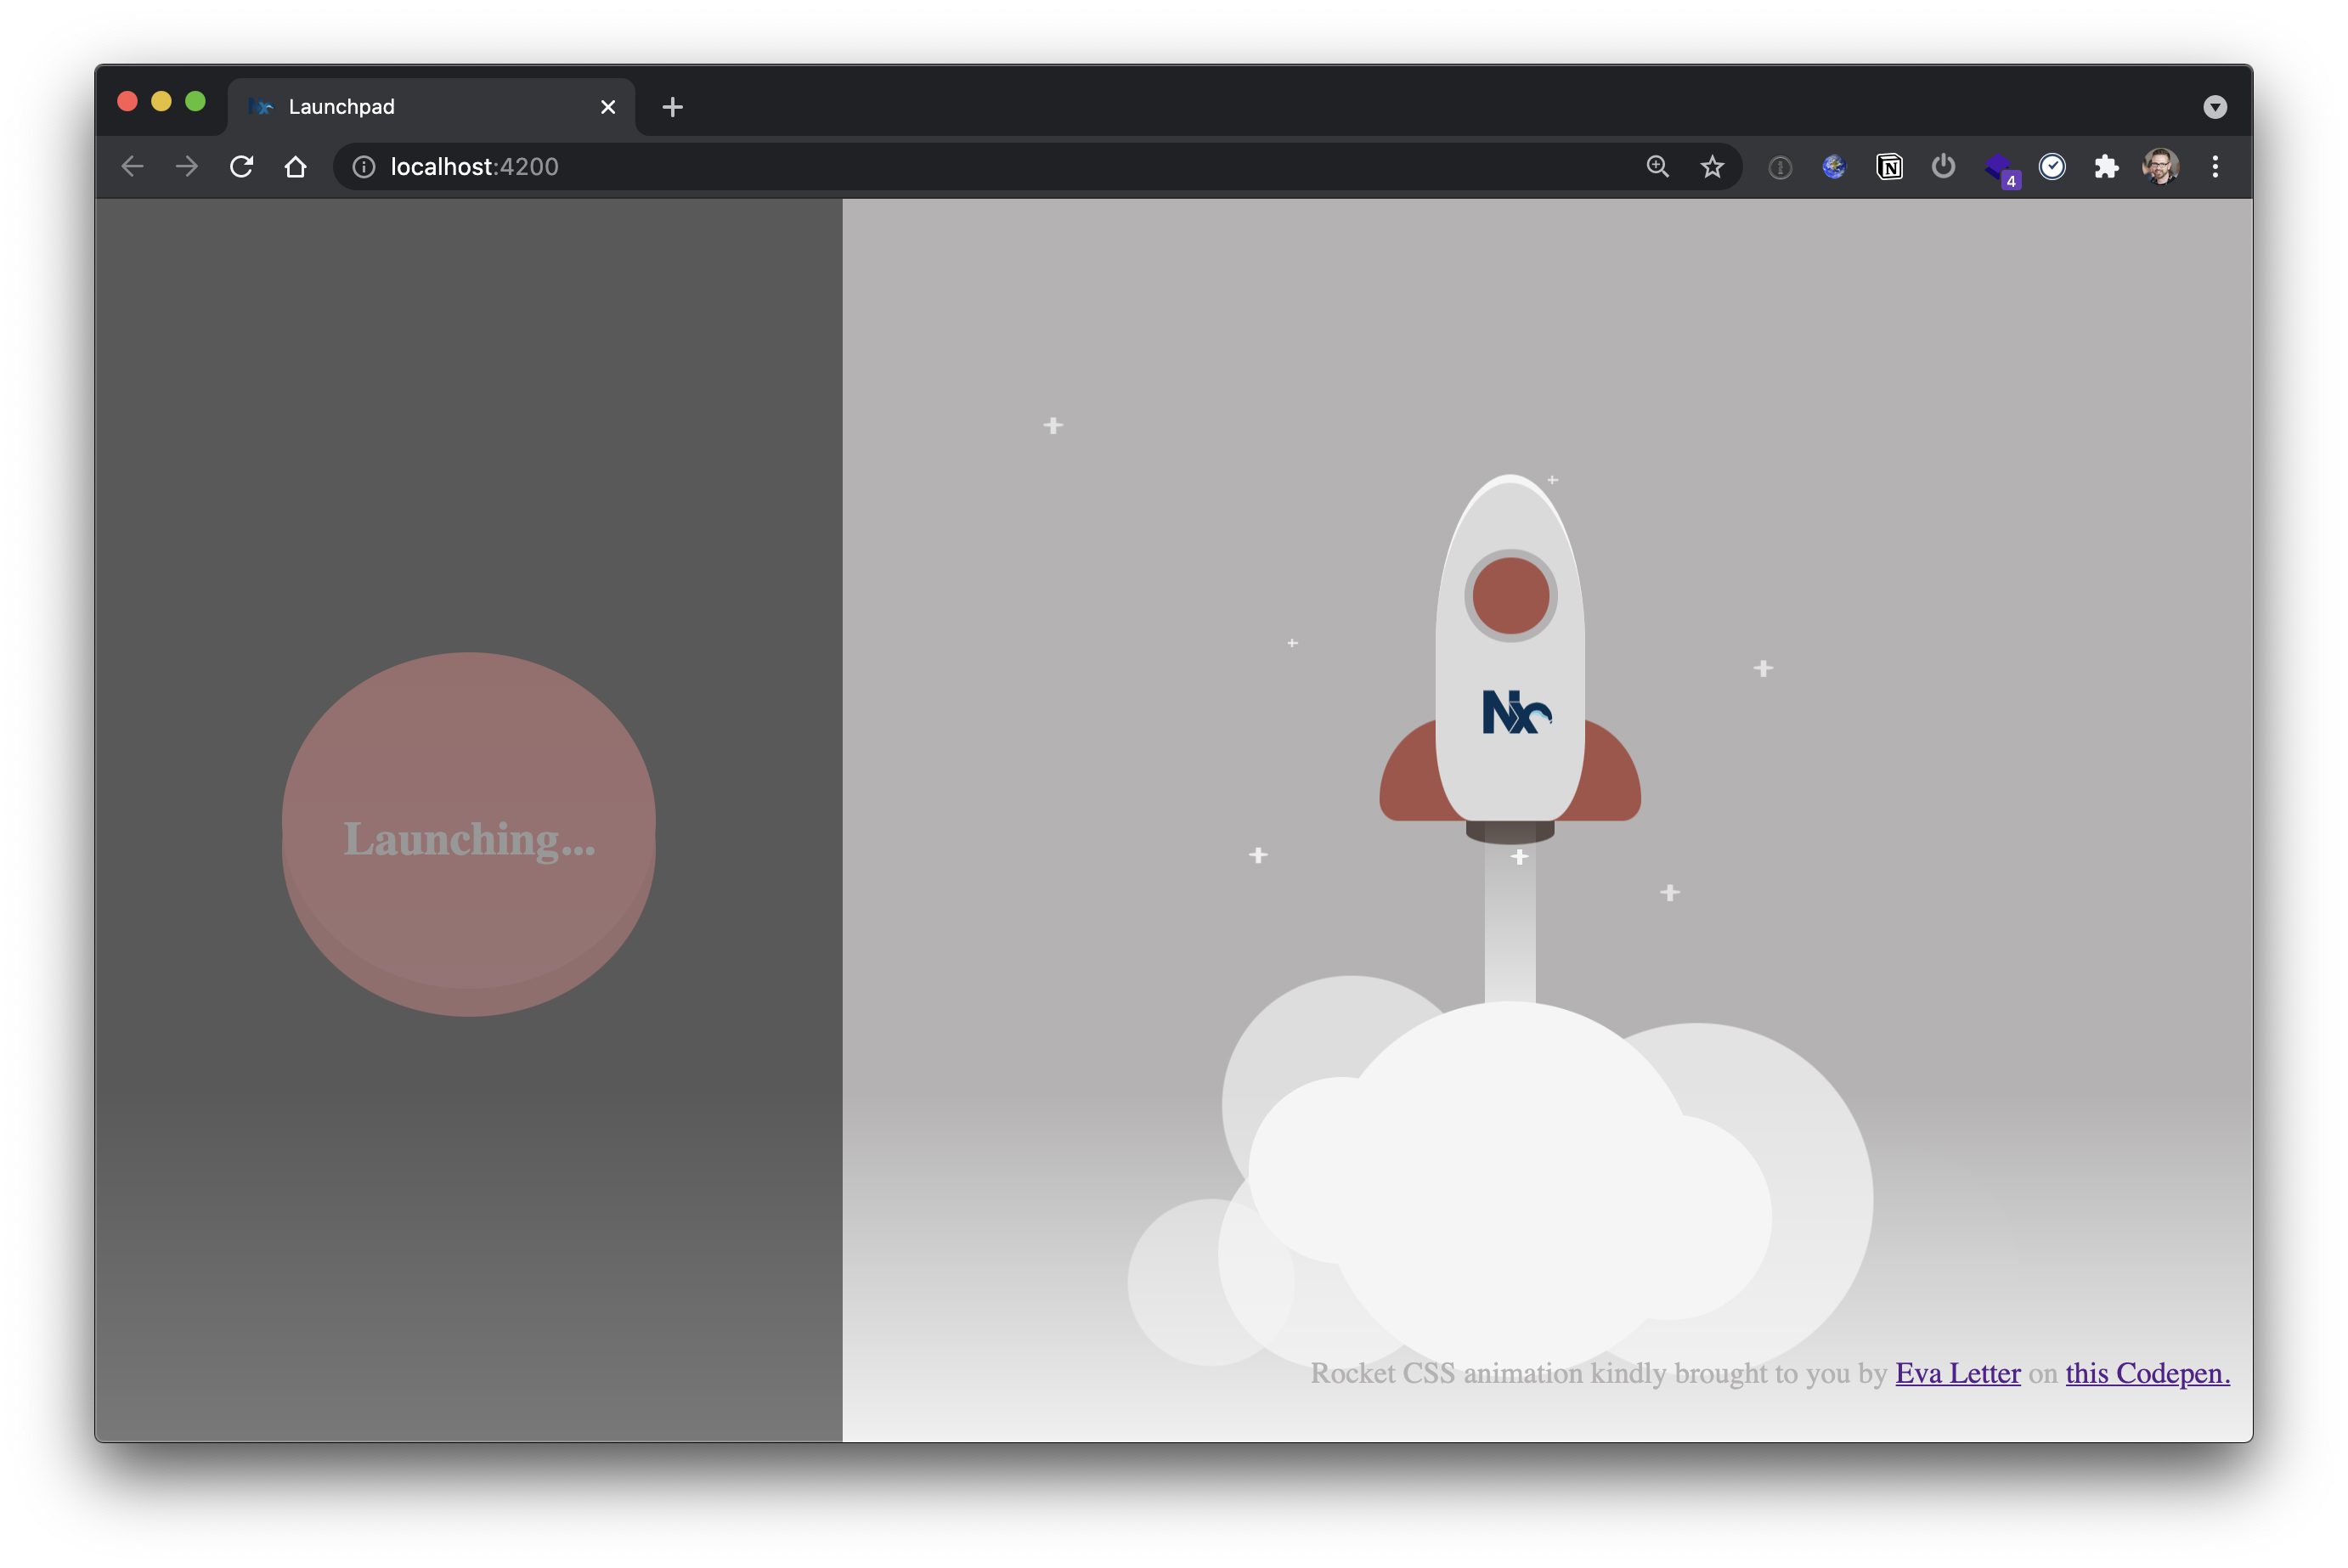 Launchpad
localhost:4200
N
4
Launching...
Nx
Rocket CSS animation kindly brought to you by Eva Letter on this Codepen.